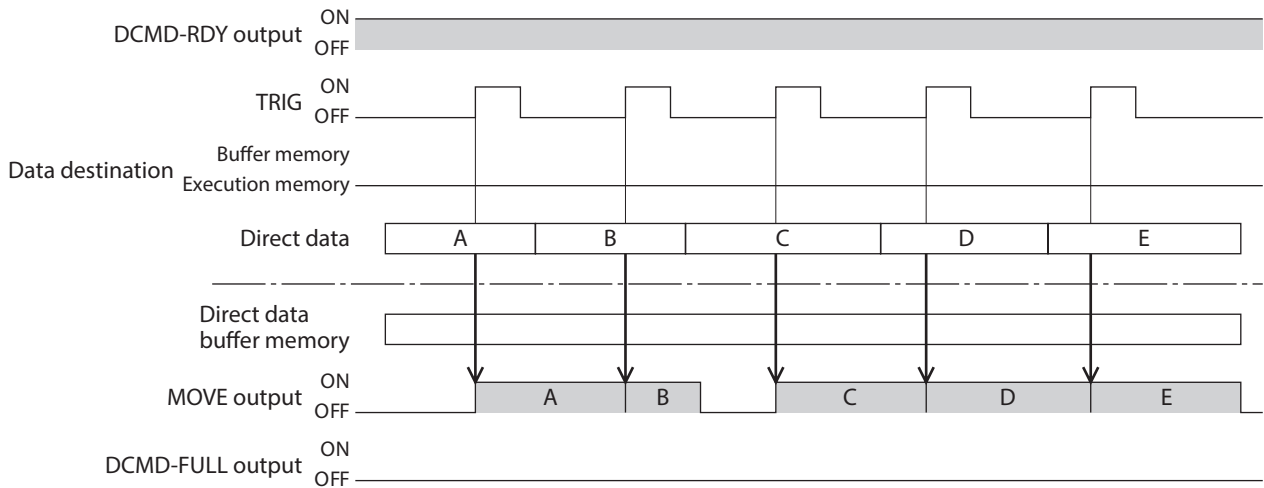 ON
DCMD-RDY output
OFF
ON
TRIG
OFF
Buffer memory
Data destination
Execution memory
Direct data
A B C D E
Direct data
buffer memory
ON
MOVE output
OFF
A B C D E
ON
DCMD-FULL output
OFF